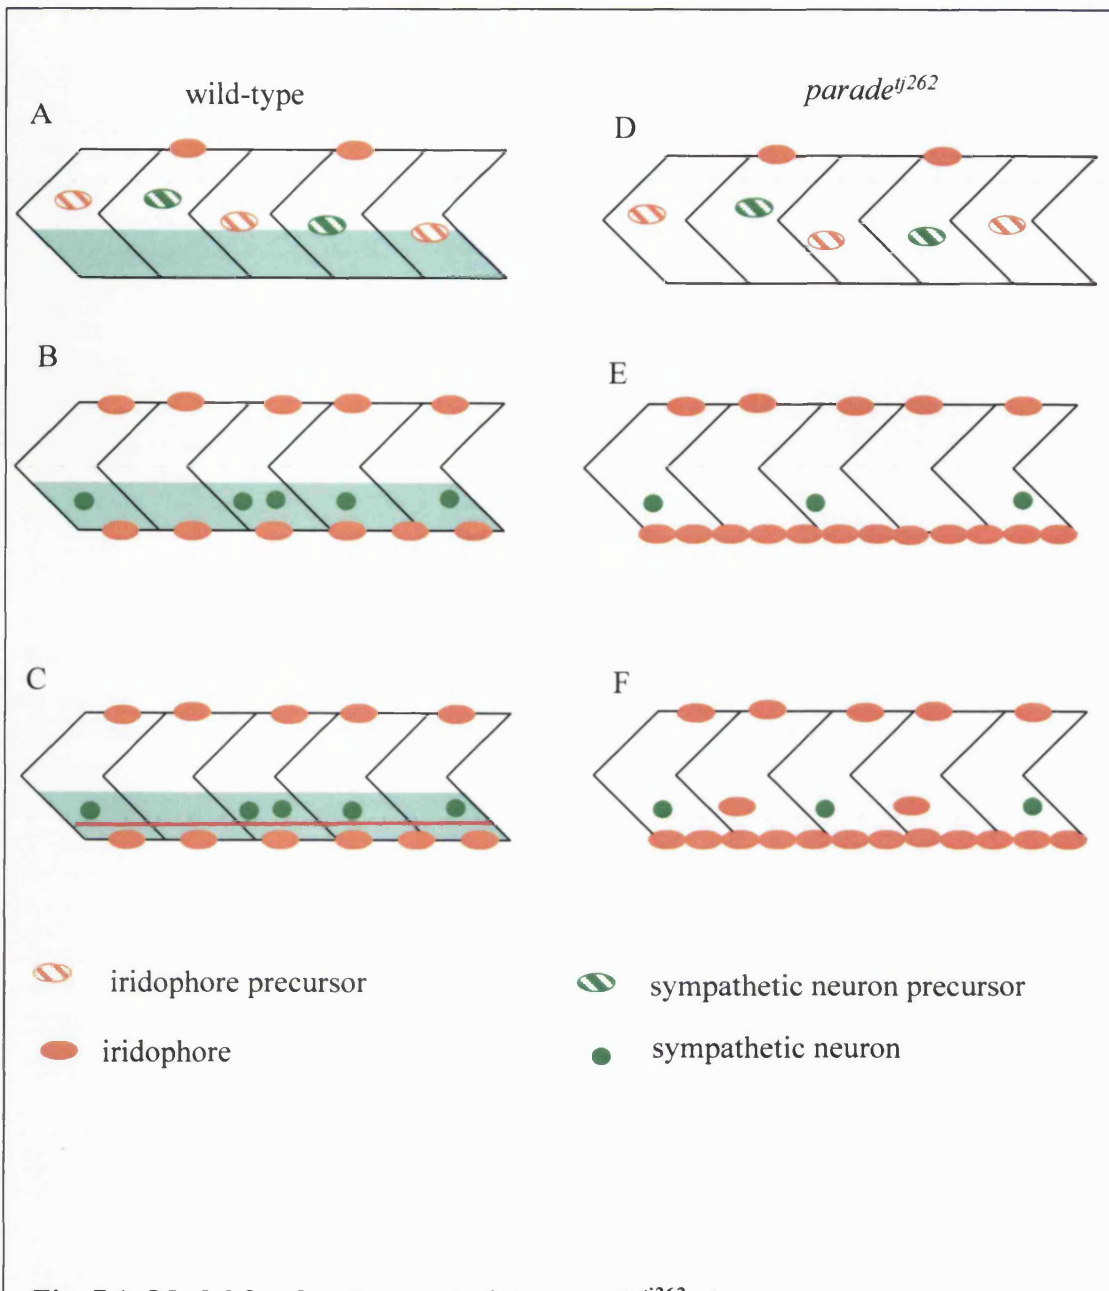 wild-type
parade^tj262
A
D
B
E
C
F
iridophore precursor
sympathetic neuron precursor
iridophore
sympathetic neuron